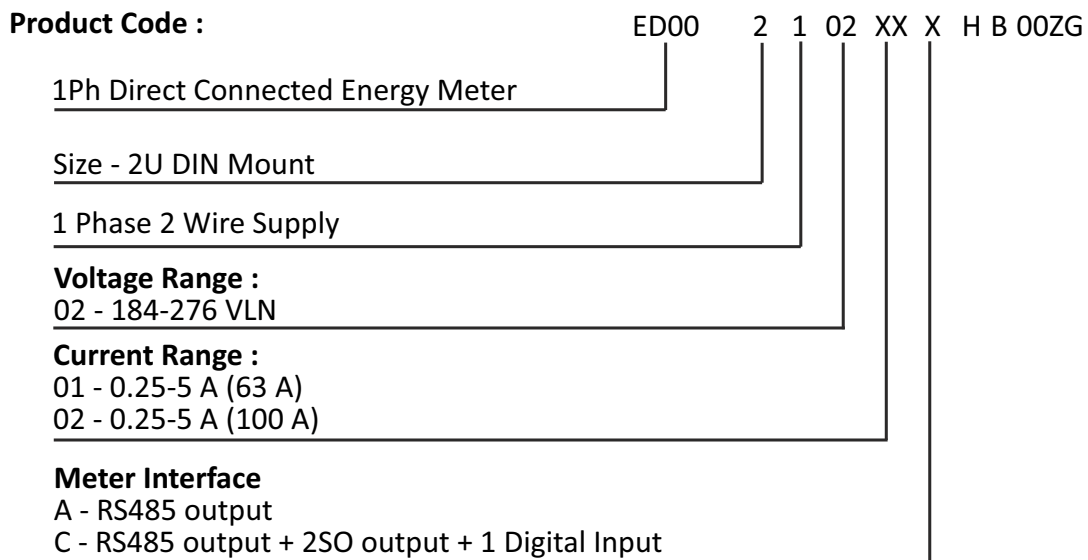 Product Code : ED00 2 1 02 XX X H B 00ZG
1Ph Direct Connected Energy Meter
Size - 2U DIN Mount
1 Phase 2 Wire Supply
Voltage Range :
02 - 184-276 VLN
Current Range :
01 - 0.25-5 A (63 A)
02 - 0.25-5 A (100 A)
Meter Interface
A - RS485 output
C - RS485 output + 2SO output + 1 Digital Input